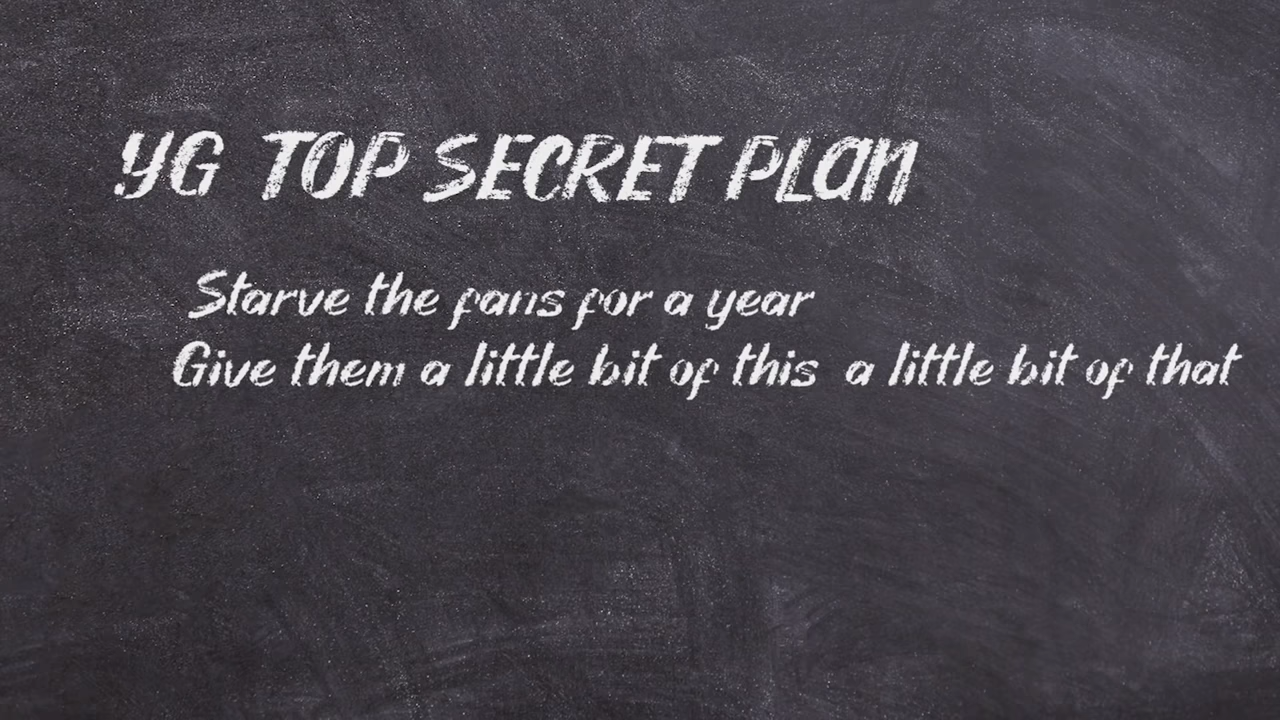 YG TOP SECRET PLAN
Starve the fans for a year
Give them a little bit of this a little bit of that